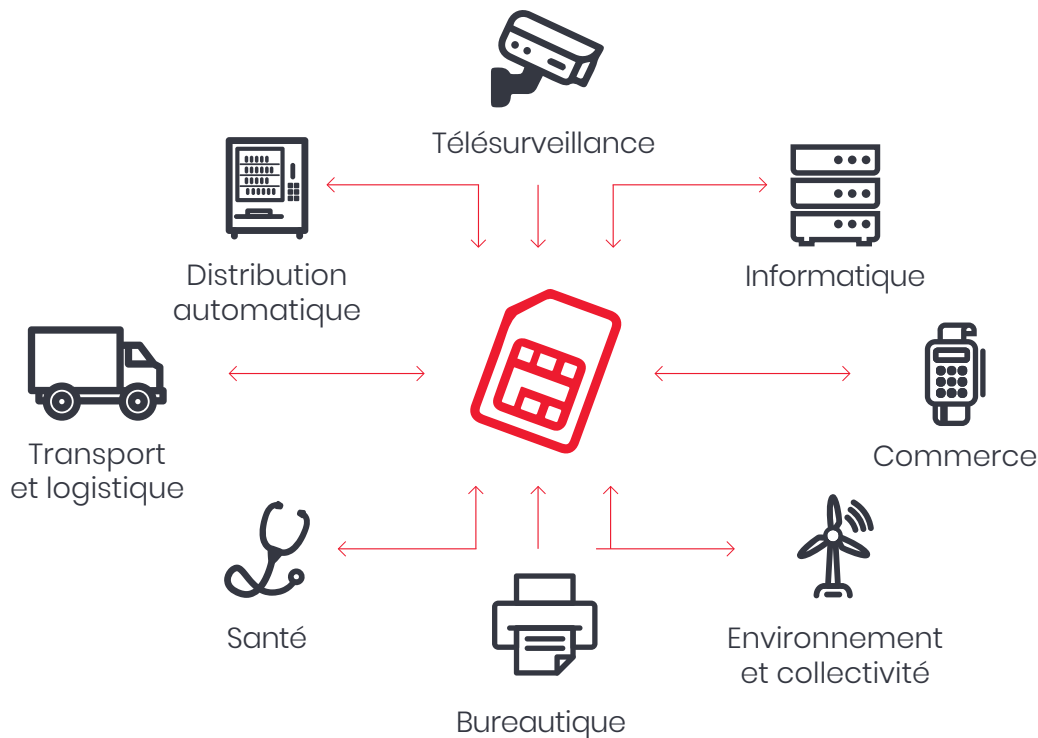 Télésurveillance
Distribution
automatique
Informatique
Transport
et logistique
Commerce
Santé
Environnement
et collectivité
Bureautique